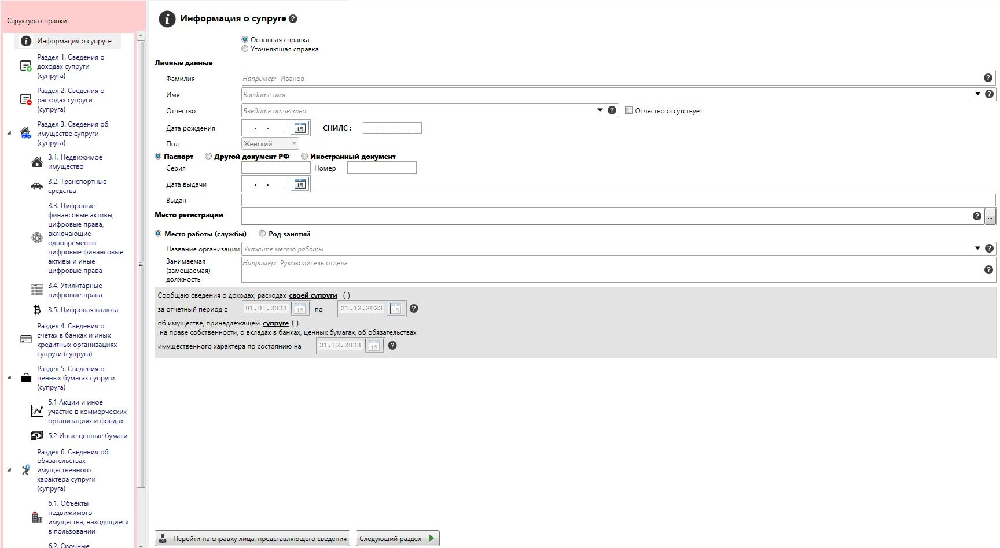 Структура справки
Информация о супруге
Раздел 1. Сведения о
доходах супруги
(супруга)
Раздел 2. Сведения о
расходах супруги
(супруга)
Раздел 3. Сведения об
имуществе супруги
(супруга)
3.1. Недвижимое
имущество
3.2. Транспортные
средства
3.3. Цифровые
финансовые активы,
цифровые права,
включающие
одновременно
цифровые финансовые
активы и иные
цифровые права
3.4. Утилитарные
цифровые права
3.5. Цифровая валюта
Раздел 4. Сведения о
счетах в банках и иных
кредитных организациях
супруги (супруга)
Раздел 5. Сведения о
ценных бумагах супруги
(супруга)
5.1 Акции и иное
участие в коммерческих
организациях и фондах
5.2 Иные ценные бумаги
Раздел 6. Сведения об
обязательствах
имущественного
характера супруги
(супруга)
6.1. Объекты
недвижимого
имущества, находящиеся
в пользовании
6.2. Срочные
Информация о супруге ?
Основная справка
Уточняющая справка
Личные данные
Фамилия Например: Иванов ?
Имя Введите имя ?
Отчество Введите отчество ? Отчество отсутствует
Дата рождения __.__.____ 15 СНИЛС : ___-___-___ __
Пол Женский
Паспорт Другой документ РФ Иностранный документ
Серия Номер
Дата выдачи __.__.____ 15
Выдан
Место регистрации ? ...
Место работы (службы) Род занятий
Название организации Укажите место работы ?
Занимаемая
(замещаемая)
должность
Например: Руководитель отдела ?
Сообщаю сведения о доходах, расходах своей супруги ( )
за отчетный период с 01.01.2023 15 по 31.12.2023 15 ?
об имуществе, принадлежащем супруге ( )
на праве собственности, о вкладах в банках, ценных бумагах, об обязательствах
имущественного характера по состоянию на 31.12.2023 15 ?
Перейти на справку лица, представляющего сведения Следующий раздел